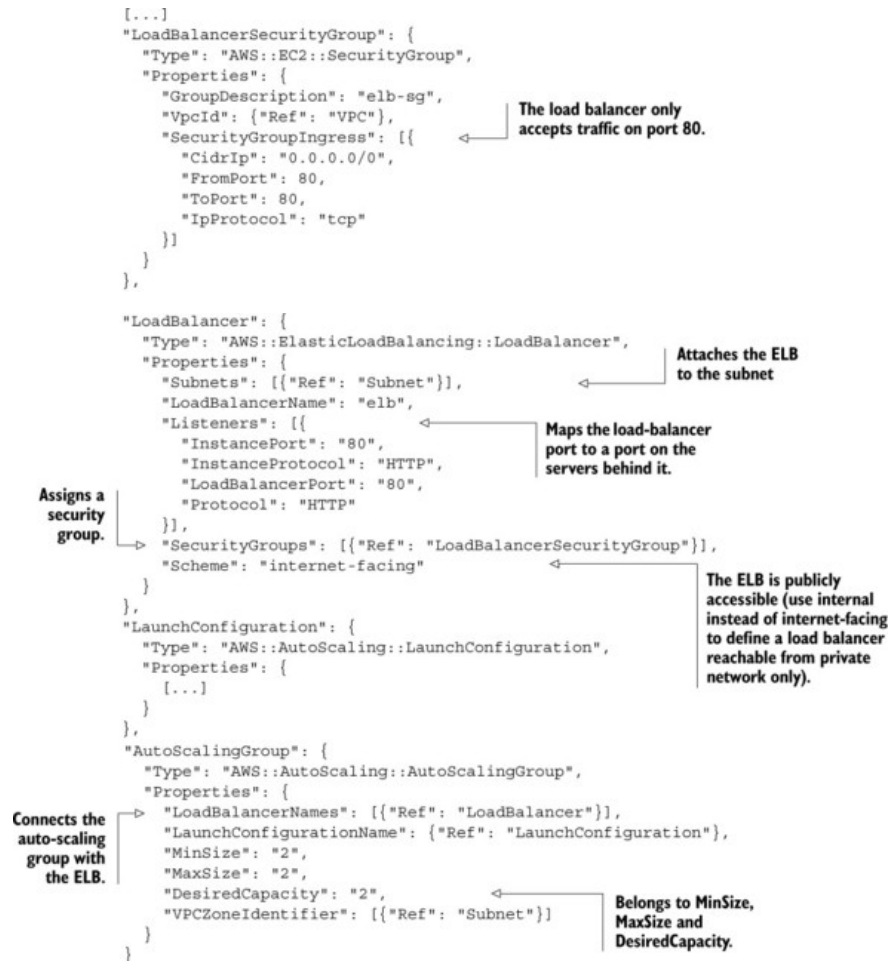 [...]
"LoadBalancerSecurityGroup": {
  "Type": "AWS::EC2::SecurityGroup",
  "Properties": {
    "GroupDescription": "elb-sg",
    "VpcId": {"Ref": "VPC"},
    "SecurityGroupIngress": [{
The load balancer only
accepts traffic on port 80.
      "CidrIp": "0.0.0.0/0",
      "FromPort": 80,
      "ToPort": 80,
      "IpProtocol": "tcp"
    }]
  }
},
"LoadBalancer": {
  "Type": "AWS::ElasticLoadBalancing::LoadBalancer",
  "Properties": {
    "Subnets": [{"Ref": "Subnet"}],
Attaches the ELB
to the subnet
    "LoadBalancerName": "elb",
    "Listeners": [{
Maps the load-balancer
port to a port on the
servers behind it.
      "InstancePort": "80",
      "InstanceProtocol": "HTTP",
      "LoadBalancerPort": "80",
      "Protocol": "HTTP"
    }],
Assigns a
security
group.
    "SecurityGroups": [{"Ref": "LoadBalancerSecurityGroup"}],
    "Scheme": "internet-facing"
The ELB is publicly
accessible (use internal
instead of internet-facing
to define a load balancer
reachable from private
network only).
  }
},
"LaunchConfiguration": {
  "Type": "AWS::AutoScaling::LaunchConfiguration",
  "Properties": {
    [...]
  }
},
"AutoScalingGroup": {
  "Type": "AWS::AutoScaling::AutoScalingGroup",
  "Properties": {
Connects the
auto-scaling
group with
the ELB.
    "LoadBalancerNames": [{"Ref": "LoadBalancer"}],
    "LaunchConfigurationName": {"Ref": "LaunchConfiguration"},
    "MinSize": "2",
    "MaxSize": "2",
    "DesiredCapacity": "2",
Belongs to MinSize,
MaxSize and
DesiredCapacity.
    "VPCZoneIdentifier": [{"Ref": "Subnet"}]
  }
}